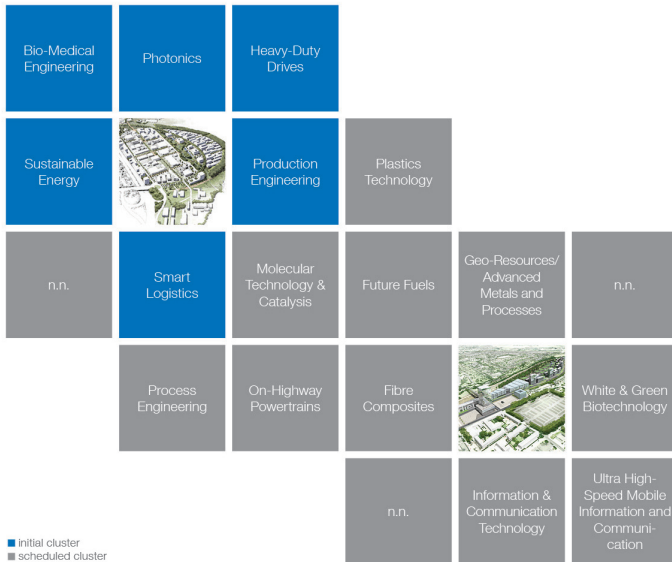 Bio-Medical
Engineering
Photonics
Heavy-Duty
Drives
Sustainable
Energy
Production
Engineering
Plastics
Technology
n.n.
Smart
Logistics
Molecular
Technology &
Catalysis
Future Fuels
Geo-Resources/
Advanced
Metals and
Processes
n.n.
Process
Engineering
On-Highway
Powertrains
Fibre
Composites
White & Green
Biotechnology
n.n.
Information &
Communication
Technology
Ultra High-
Speed Mobile
Information and
Communi-
cation
initial cluster
scheduled cluster